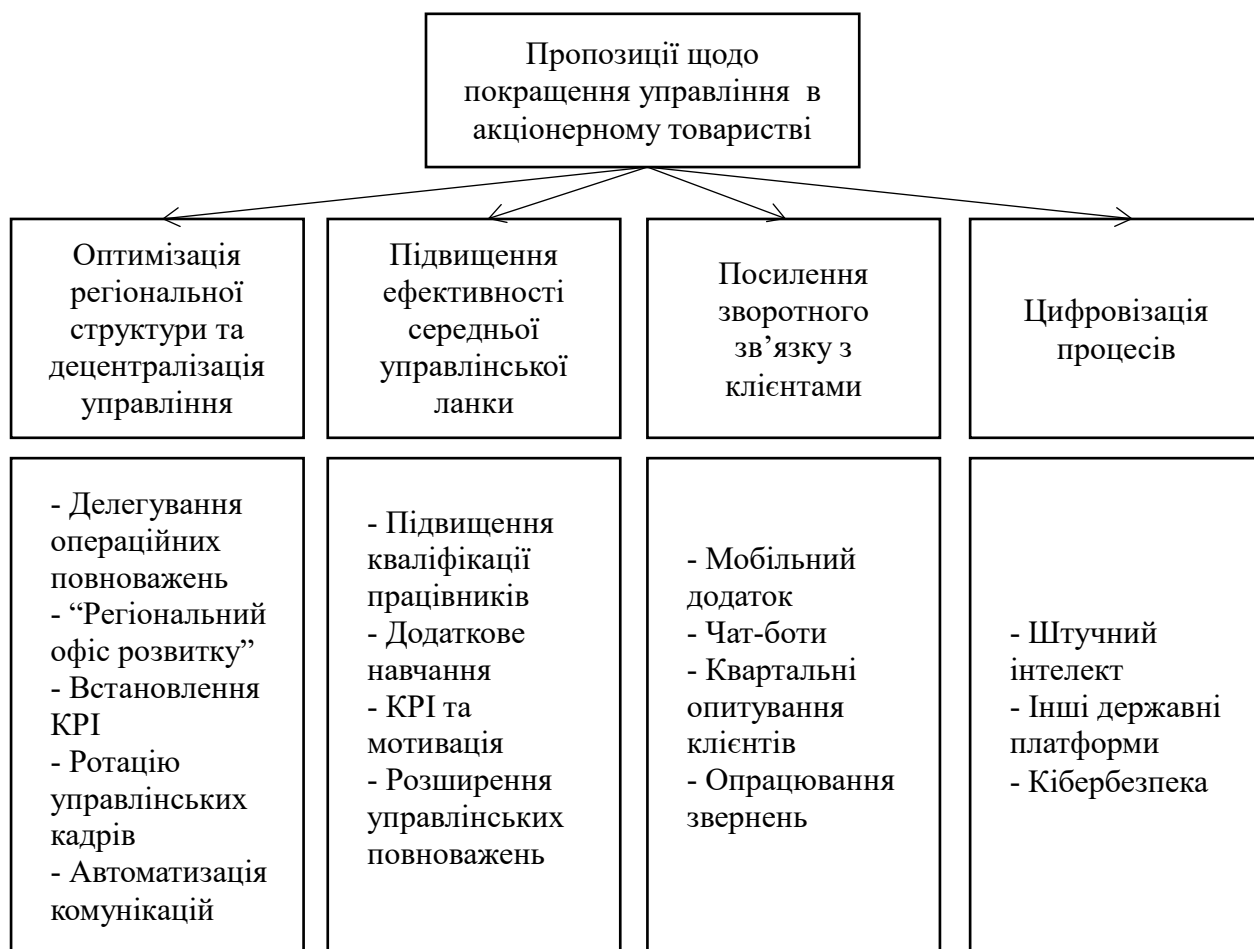 Пропозиції щодо
покращення управління в
акціонерному товаристві
Оптимізація
регіональної
структури та
децентралізація
управління
Підвищення
ефективності
середньої
управлінської
ланки
Посилення
зворотного
зв’язку з
клієнтами
Цифровізація
процесів
- Делегування
операційних
повноважень
- “Регіональний
офіс розвитку”
- Встановлення
КРІ
- Ротацію
управлінських
кадрів
- Автоматизація
комунікацій
- Підвищення
кваліфікації
працівників
- Додаткове
навчання
- КРІ та
мотивація
- Розширення
управлінських
повноважень
- Мобільний
додаток
- Чат-боти
- Квартальні
опитування
клієнтів
- Опрацювання
звернень
- Штучний
інтелект
- Інші державні
платформи
- Кібербезпека